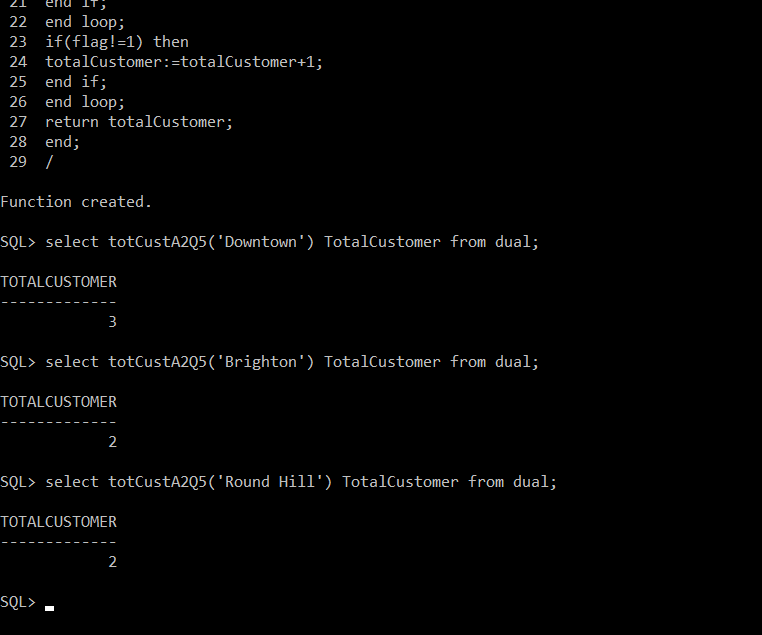 21  end if;
22  end loop;
23  if(flag!=1) then
24  totalCustomer:=totalCustomer+1;
25  end if;
26  end loop;
27  return totalCustomer;
28  end;
29  /
Function created.
SQL> select totCustA2Q5('Downtown') TotalCustomer from dual;
TOTALCUSTOMER
-------------
3
SQL> select totCustA2Q5('Brighton') TotalCustomer from dual;
TOTALCUSTOMER
-------------
2
SQL> select totCustA2Q5('Round Hill') TotalCustomer from dual;
TOTALCUSTOMER
-------------
2
SQL>